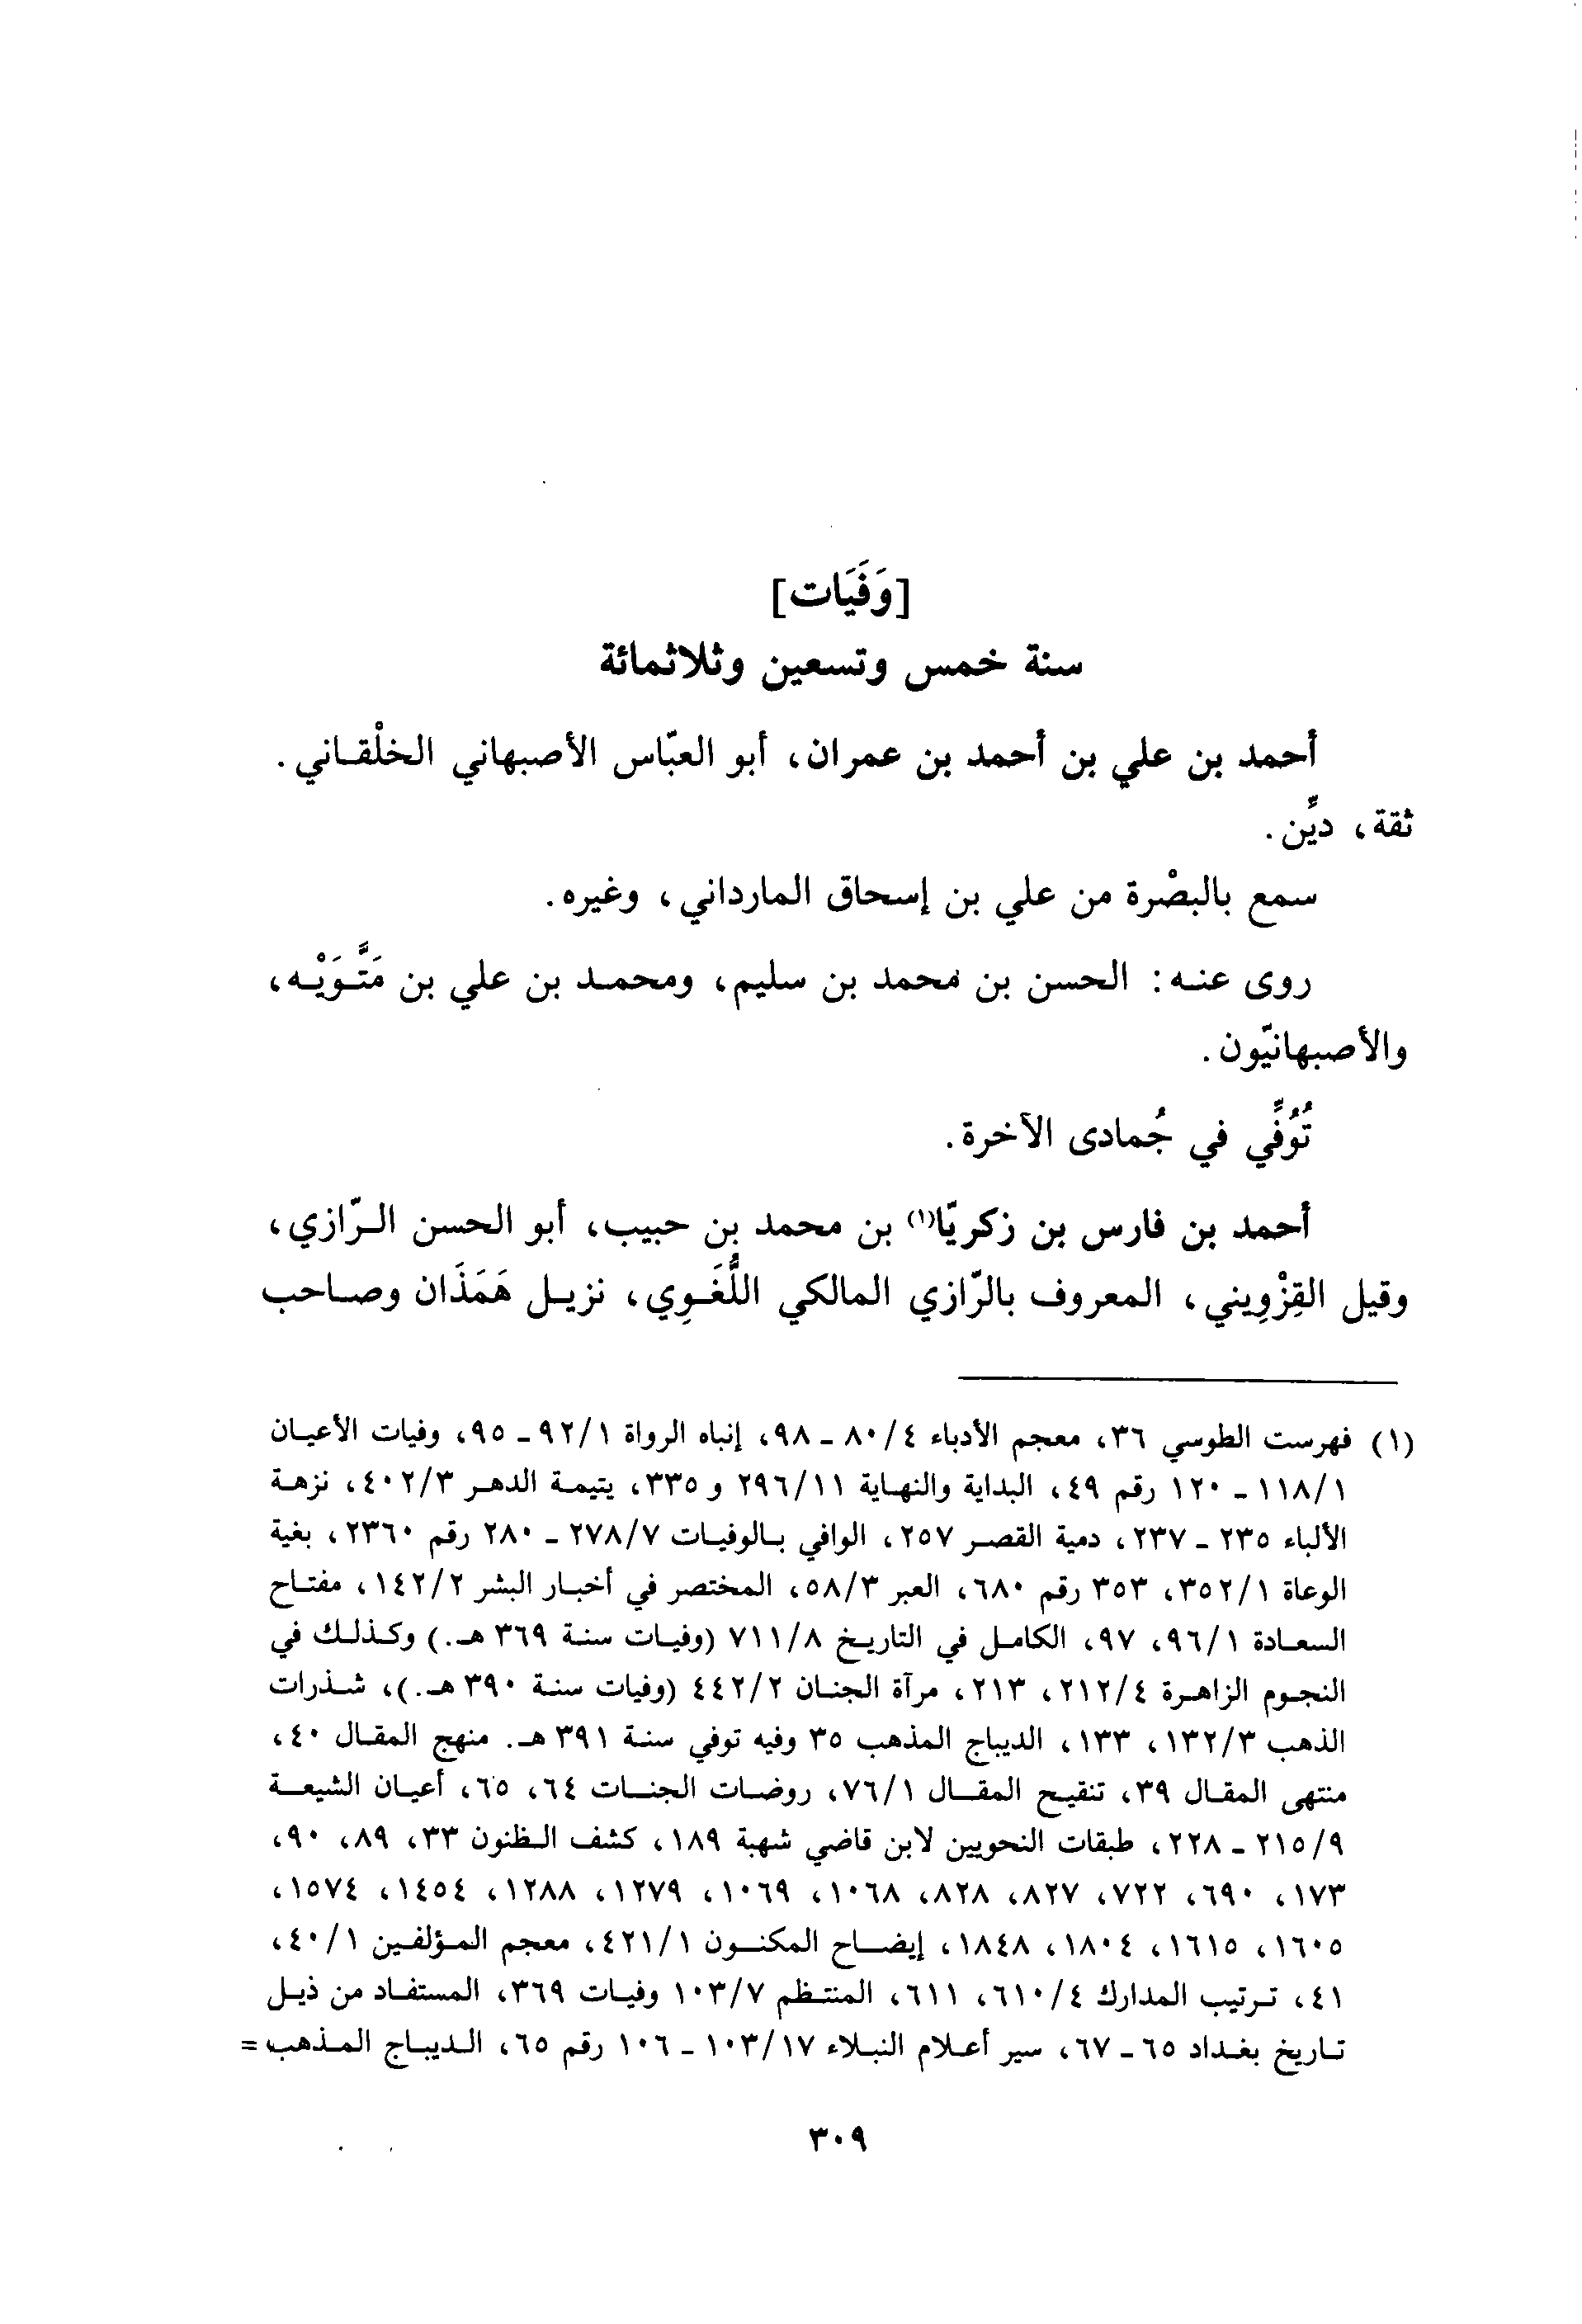 [وَفَيَات]
سنة خمس وتسعين وثلاثمائة
أحمد بن علي بن أحمد بن عمران، أبو العبّاس الأصبهاني الخلْقاني.
ثقة، ديِّن.
سمع بالبصْرة من علي بن إسحاق المارداني، وغيره.
روى عنه: الحسن بن محمد بن سليم، ومحمد بن علي بن مَتَّوَيْه،
والأصبهانيّون.
تُوُفِّي في جُمادى الآخرة.
أحمد بن فارس بن زكريّا(١) بن محمد بن حبيب، أبو الحسن الرّازي،
وقيل القِزْوِيني، المعروف بالرّازي المالكي اللُّغَوِي، نزيل هَمَذَان وصاحب
(١) فهرست الطوسي ٣٦، معجم الأدباء ٨٠/٤ ـ ٩٨، إنباه الرواة ٩٢/١ ـ ٩٥، وفيات الأعيان
١١٨/١ ـ ١٢٠ رقم ٤٩، البداية والنهاية ٢٩٦/١١ و ٣٣٥، يتيمة الدهر ٤٠٢/٣، نزهة
الألباء ٢٣٥ ـ ٢٣٧، دمية القصر ٢٥٧، الوافي بالوفيات ٢٧٨/٧ ـ ٢٨٠ رقم ٢٣٦٠، بغية
الوعاة ٣٥٢/١، ٣٥٣ رقم ٦٨٠، العبر ٥٨/٣، المختصر في أخبار البشر ١٤٢/٢، مفتاح
السعادة ٩٦/١، ٩٧، الكامل في التاريخ ٧١١/٨ (وفيات سنة ٣٦٩ هـ.) وكذلك في
النجوم الزاهرة ٢١٢/٤، ٢١٣، مرآة الجنان ٤٤٢/٢ (وفيات سنة ٣٩٠ هـ.)، شذرات
الذهب ١٣٢/٣، ١٣٣، الديباج المذهب ٣٥ وفيه توفي سنة ٣٩١ هـ. منهج المقال ٤٠،
منتهى المقال ٣٩، تنقيح المقال ٧٦/١، روضات الجنات ٦٤، ٦٥، أعيان الشيعة
٢١٥/٩ ـ ٢٢٨، طبقات النحويين لابن قاضي شهبة ١٨٩، كشف الظنون ٣٣، ٨٩، ٩٠،
١٧٣، ٦٩٠، ٧٢٢، ٨٢٧، ٨٢٨، ١٠٦٨، ١٠٦٩، ١٢٧٩، ١٢٨٨، ١٤٥٤، ١٥٧٤،
١٦٠٥، ١٦١٥، ١٨٠٤، ١٨٤٨، إيضاح المكنون ٤٢١/١، معجم المؤلفين ٤٠/١،
٤١، ترتيب المدارك ٦١٠/٤، ٦١١، المنتظم ١٠٣/٧ وفيات ٣٦٩، المستفاد من ذيل
تاريخ بغداد ٦٥ ـ ٦٧، سير أعلام النبلاء ١٠٣/١٧ ـ ١٠٦ رقم ٦٥، الديباج المذهب =
٣٠٩